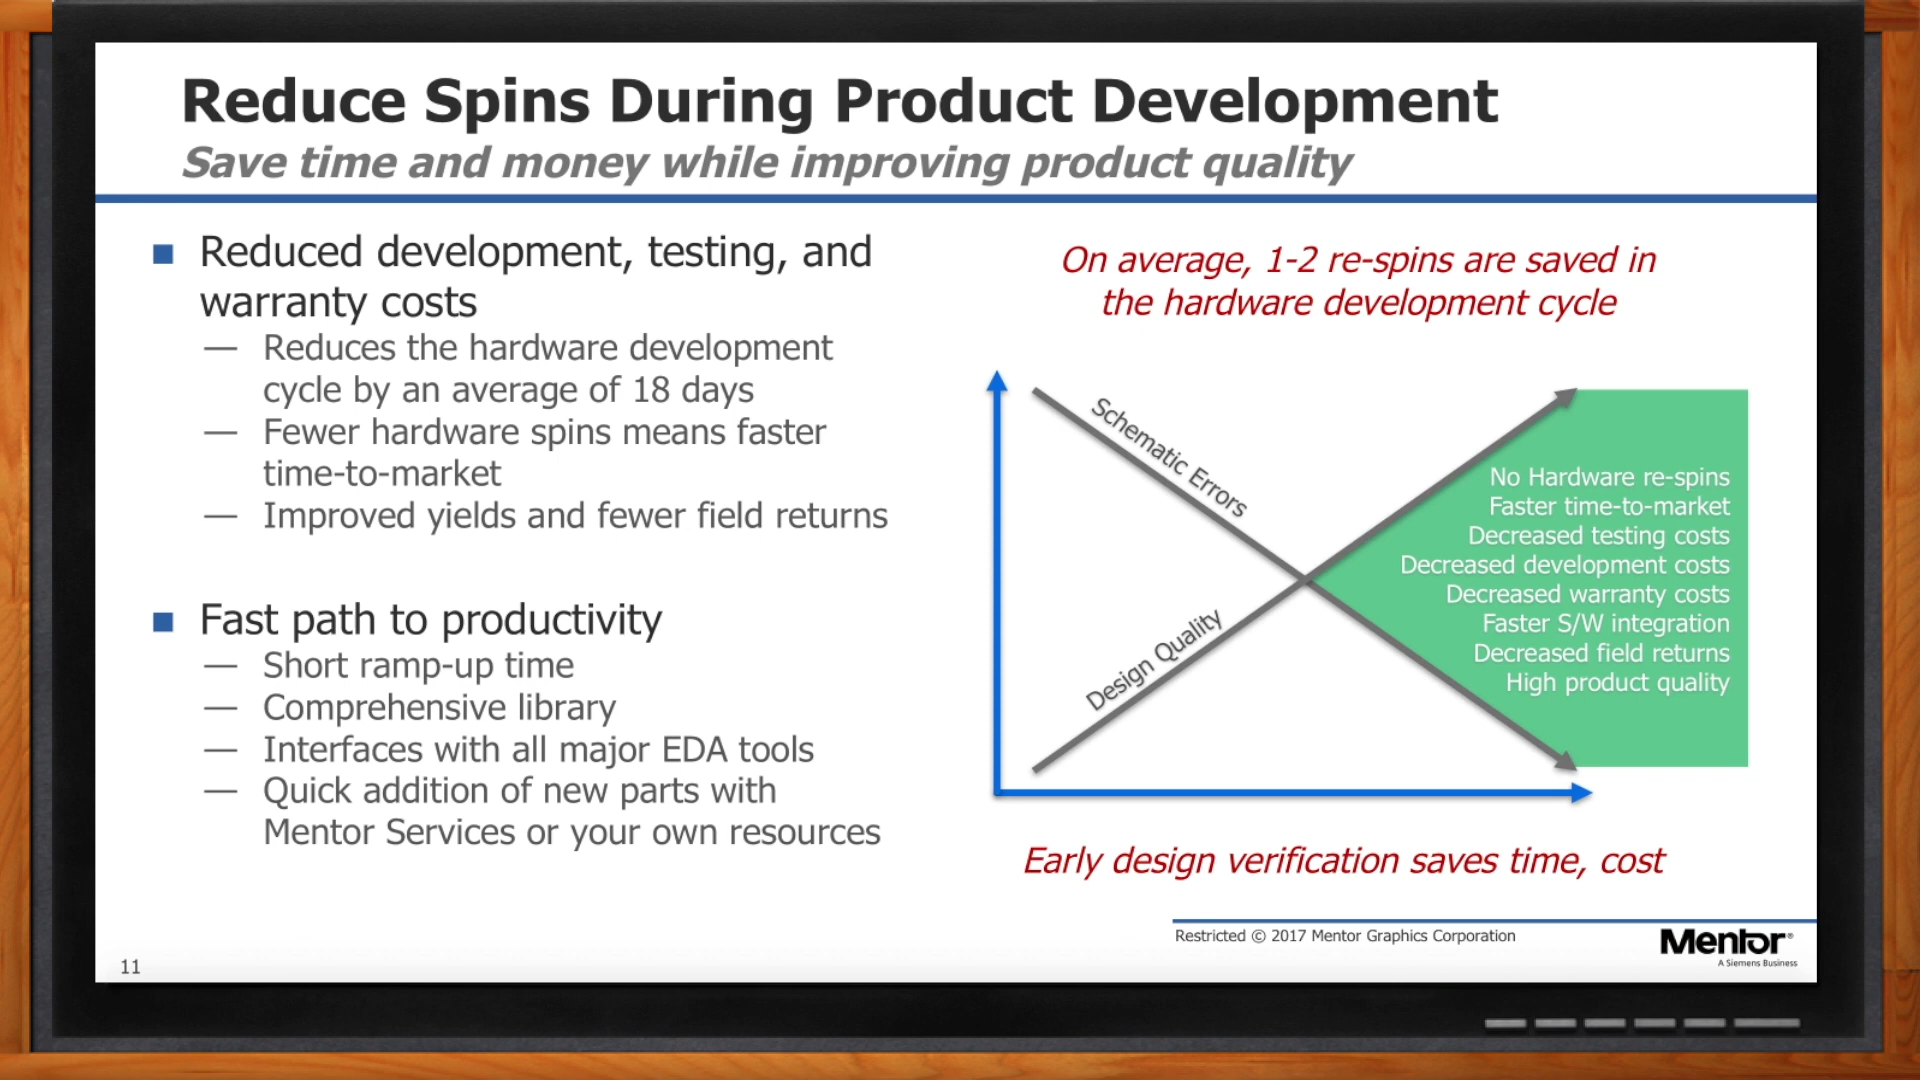 Reduce Spins During Product Development
Save time and money while improving product quality
Reduced development, testing, and
warranty costs
— Reduces the hardware development
cycle by an average of 18 days
— Fewer hardware spins means faster
time-to-market
— Improved yields and fewer field returns
Fast path to productivity
— Short ramp-up time
— Comprehensive library
— Interfaces with all major EDA tools
— Quick addition of new parts with
Mentor Services or your own resources
On average, 1-2 re-spins are saved in
the hardware development cycle
Schematic Errors
Design Quality
No Hardware re-spins
Faster time-to-market
Decreased testing costs
Decreased development costs
Decreased warranty costs
Faster S/W integration
Decreased field returns
High product quality
Early design verification saves time, cost
Restricted © 2017 Mentor Graphics Corporation
Mentor®
A Siemens Business
11